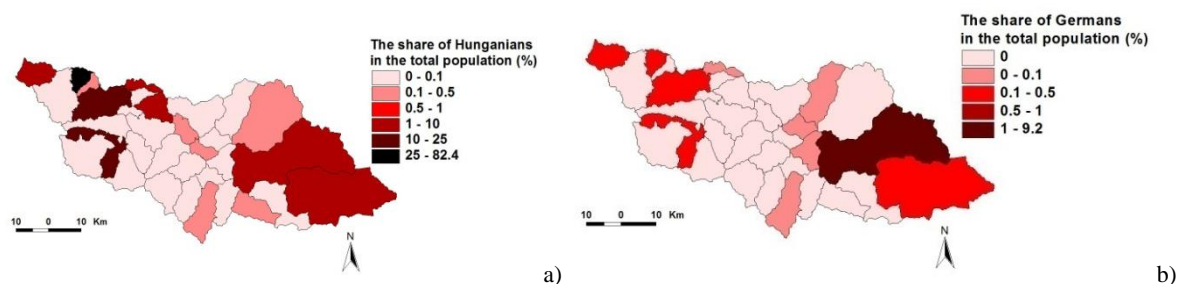 The share of Hunganians
in the total population (%)
0 - 0.1
0.1 - 0.5
0.5 - 1
1 - 10
10 - 25
25 - 82.4
10 0 10 Km
N
a)
The share of Germans
in the total population (%)
0
0 - 0.1
0.1 - 0.5
0.5 - 1
1 - 9.2
10 0 10 Km
N
b)